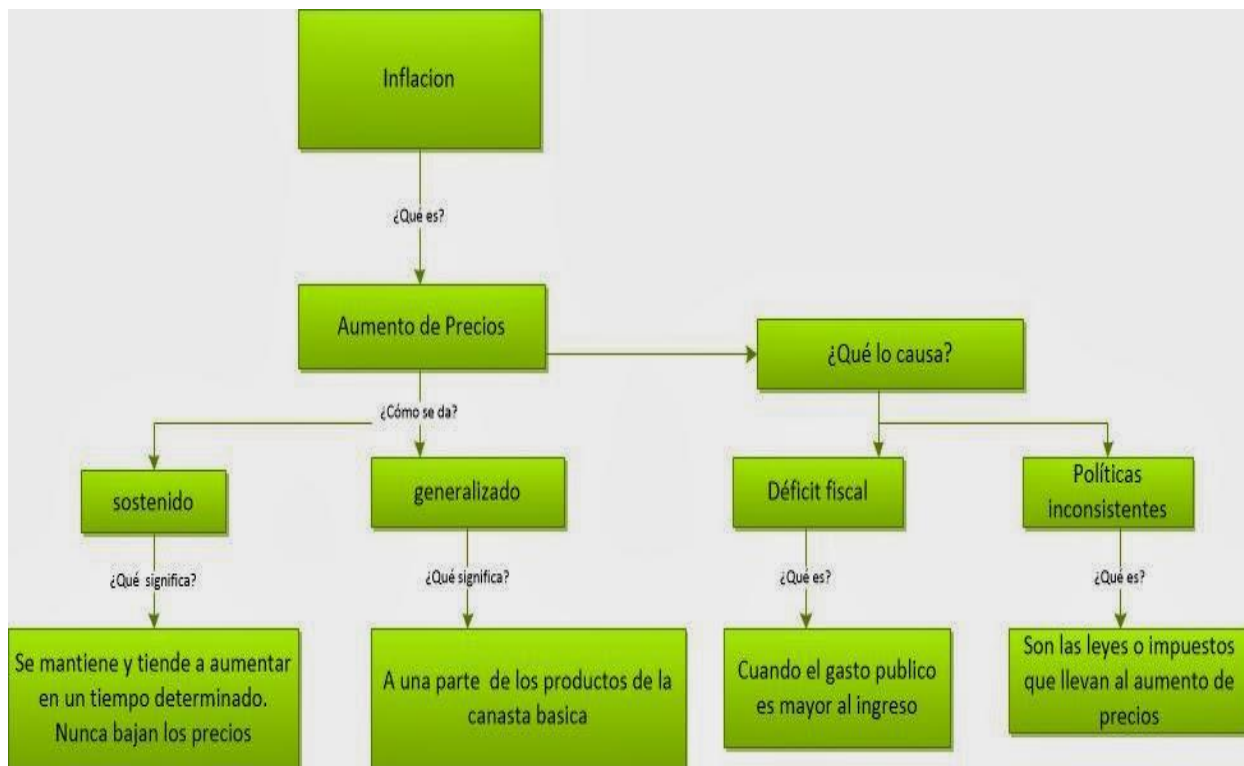 Inflacion
¿Qué es?
Aumento de Precios
¿Qué lo causa?
¿Cómo se da?
sostenido
generalizado
Déficit fiscal
Políticas
inconsistentes
¿Qué significa?
¿Qué significa?
¿Qué es?
¿Qué es?
Se mantiene y tiende a aumentar
en un tiempo determinado.
Nunca bajan los precios
A una parte de los productos de la
canasta basica
Cuando el gasto publico
es mayor al ingreso
Son las leyes o impuestos
que llevan al aumento de
precios